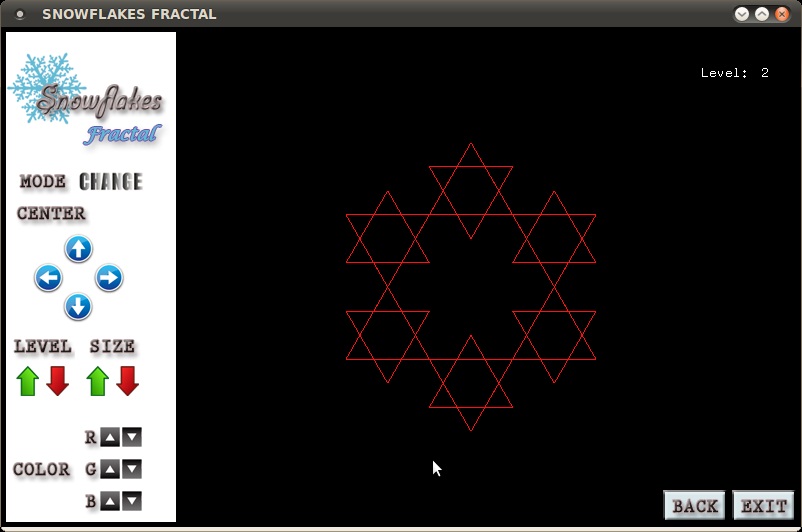 SNOWFLAKES FRACTAL
Snowflakes
Fractal
Level: 2
MODE CHANGE
CENTER
LEVEL SIZE
R
COLOR G
B
BACK EXIT